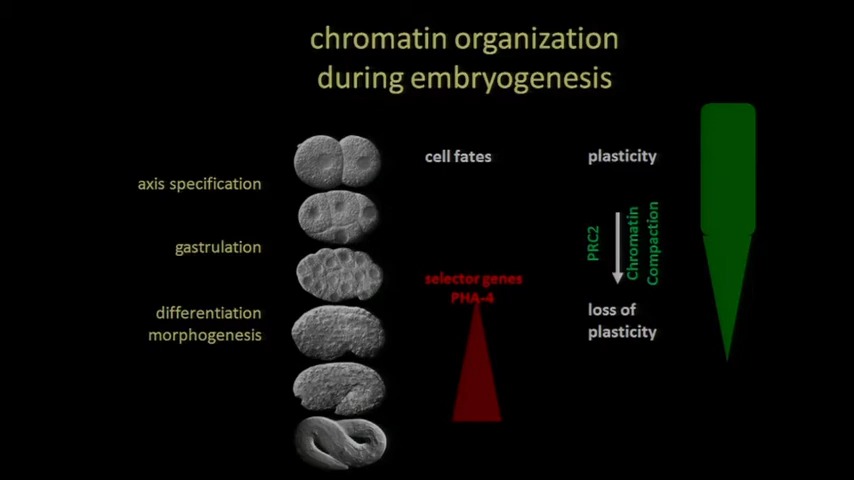 chromatin organization
during embryogenesis
cell fates
plasticity
axis specification
gastrulation
PRC2
Chromatin
Compaction
selector genes
PHA-4
differentiation
morphogenesis
loss of
plasticity